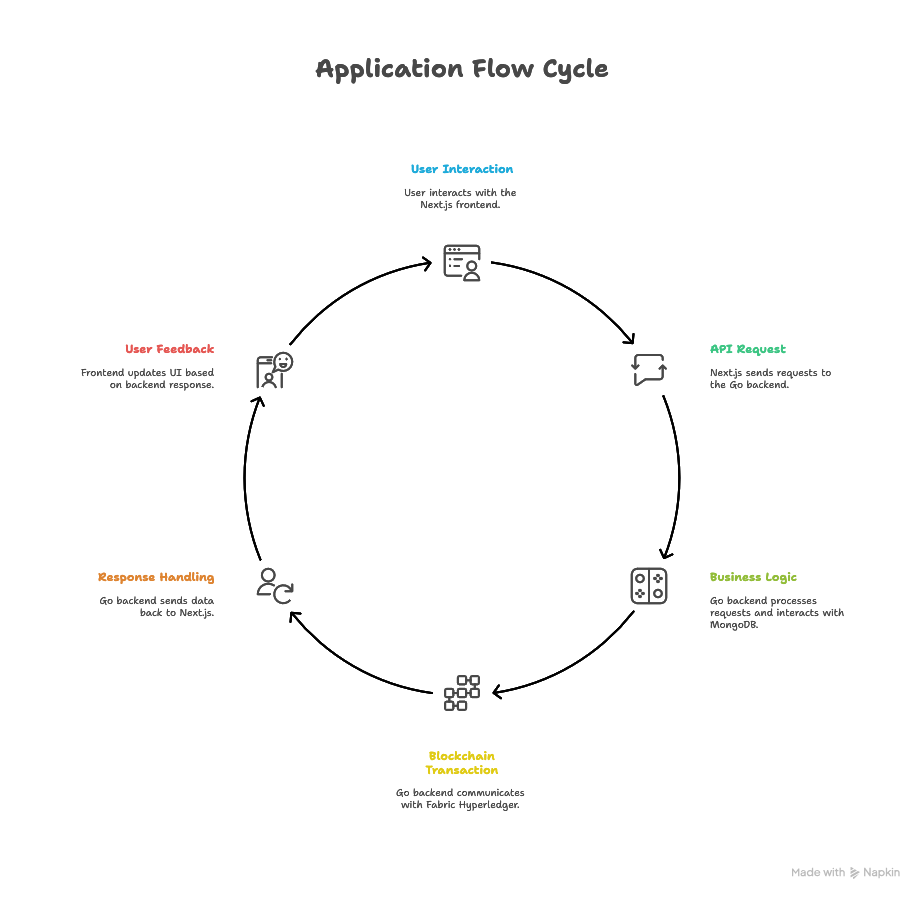 Application Flow Cycle
User Interaction
User interacts with the
Next.js frontend.
User Feedback
Frontend updates UI based
on backend response.
API Request
Next.js sends requests to
the Go backend.
Response Handling
Go backend sends data
back to Next.js.
Business Logic
Go backend processes
requests and interacts with
MongoDB.
Blockchain
Transaction
Go backend communicates
with Fabric Hyperledger.
Made with Napkin